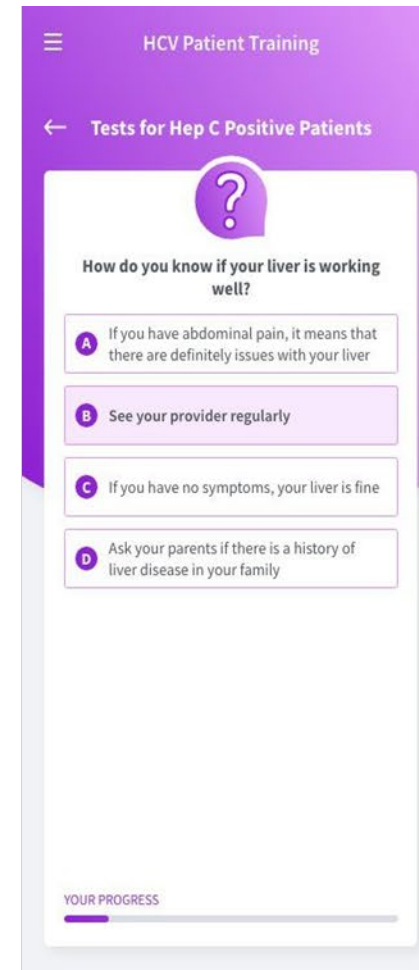 HCV Patient Training
Tests for Hep C Positive Patients
?
How do you know if your liver is working
well?
A
If you have abdominal pain, it means that
there are definitely issues with your liver
B
See your provider regularly
C
If you have no symptoms, your liver is fine
D
Ask your parents if there is a history of
liver disease in your family
YOUR PROGRESS